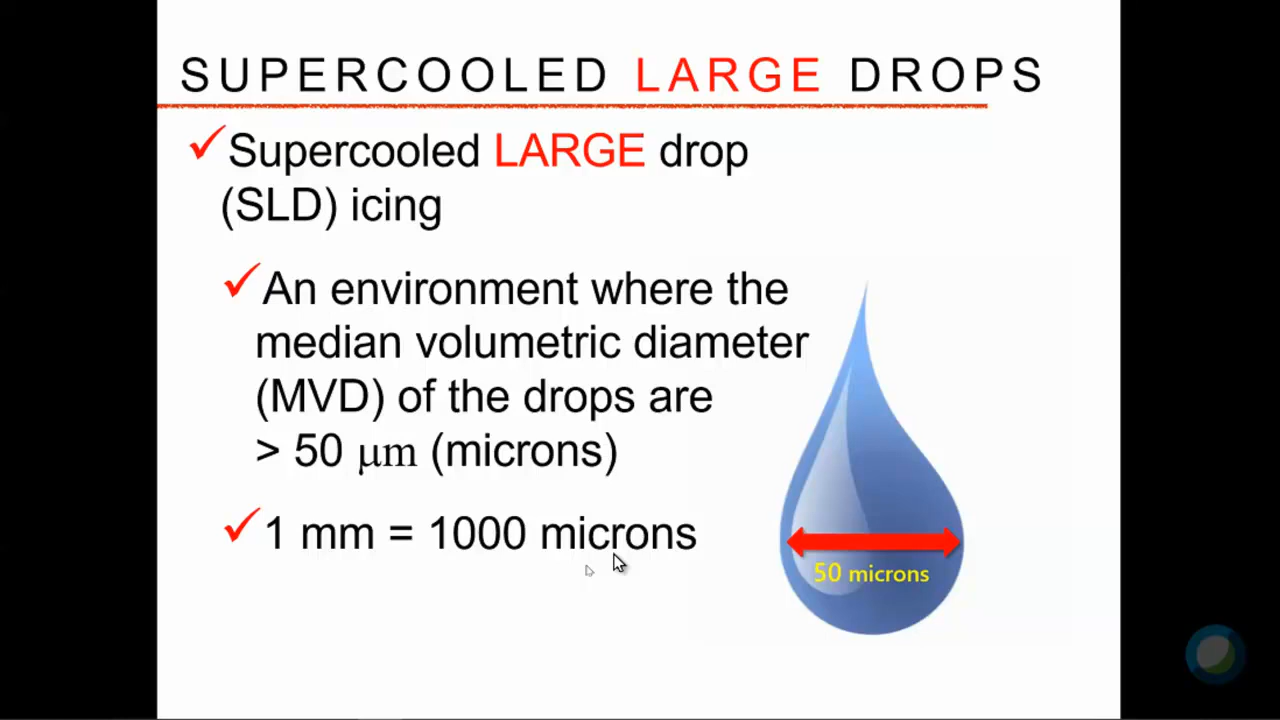 SUPERCOOLED LARGE DROPS
Supercooled LARGE drop
(SLD) icing
An environment where the
median volumetric diameter
(MVD) of the drops are
> 50 μm (microns)
1 mm = 1000 microns
50 microns